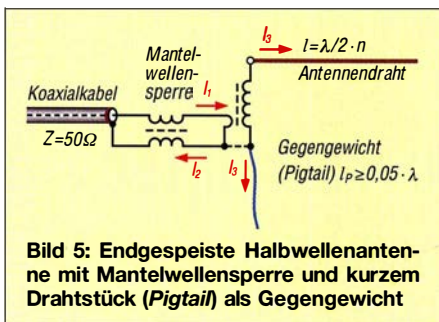 I3
l=λ/2·n
Antennendraht
Mantel-
wellen-
sperre
I1
Koaxialkabel
Z=50Ω
I2
I3
Gegengewicht
(Pigtail) lP≥0,05·λ
Bild 5: Endgespeiste Halbwellenanten-
ne mit Mantelwellensperre und kurzem
Drahtstück (Pigtail) als Gegengewicht